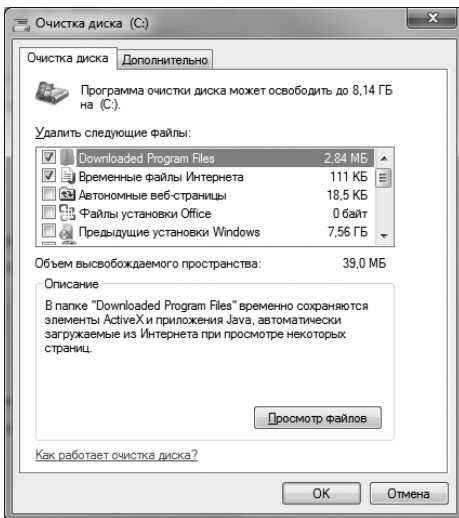 Очистка диска (C:)
Очистка диска Дополнительно
Программа очистки диска может освободить до 8,14 ГБ
на (C:).
Удалить следующие файлы:
Downloaded Program Files 2,84 МБ
Временные файлы Интернета 111 КБ
Автономные веб-страницы 18,5 КБ
Файлы установки Office 0 байт
Предыдущие установки Windows 7,56 ГБ
Объем высвобождаемого пространства: 39,0 МБ
Описание
В папке "Downloaded Program Files" временно сохраняются
элементы ActiveX и приложения Java, автоматически
загружаемые из Интернета при просмотре некоторых
страниц.
Просмотр файлов
Как работает очистка диска?
OK Отмена